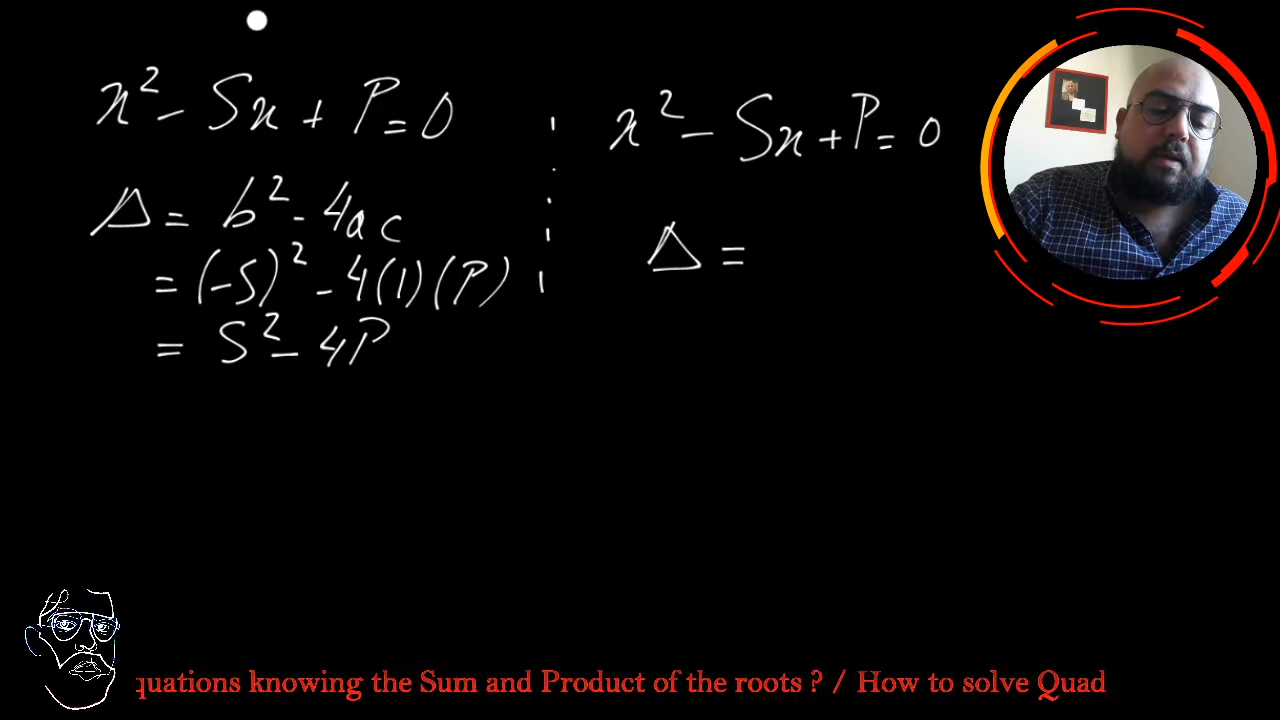 x² - Sx + P = 0
Δ = b² - 4ac
= (-S)² - 4(1)(P)
= S² - 4P
x² - Sx + P = 0
Δ =
quations knowing the Sum and Product of the roots ? / How to solve Quad